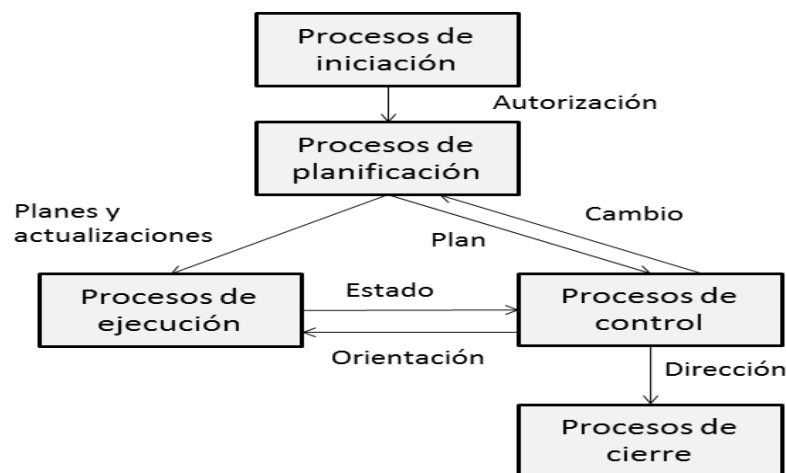 Procesos de
iniciación
Autorización
Procesos de
planificación
Planes y
actualizaciones
Plan
Cambio
Procesos de
ejecución
Estado
Orientación
Procesos de
control
Dirección
Procesos de
cierre